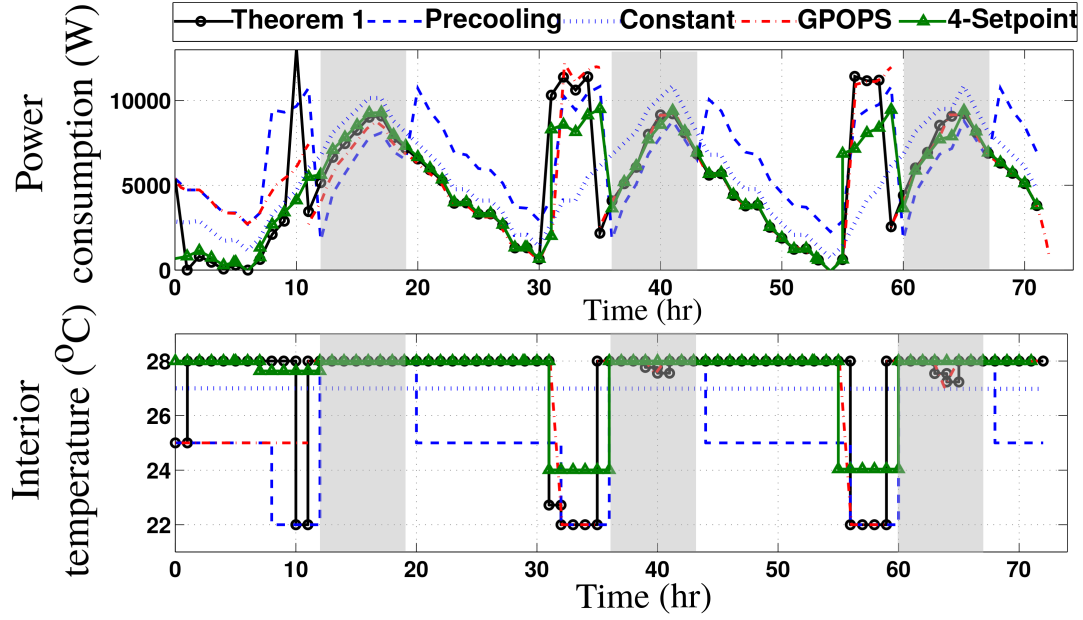 Theorem 1 Precooling Constant GPOPS 4-Setpoint
Power
consumption (W)
10000
5000
0
0 10 20 30 40 50 60 70
Time (hr)
Interior
temperature (°C)
28
26
24
22
0 10 20 30 40 50 60 70
Time (hr)